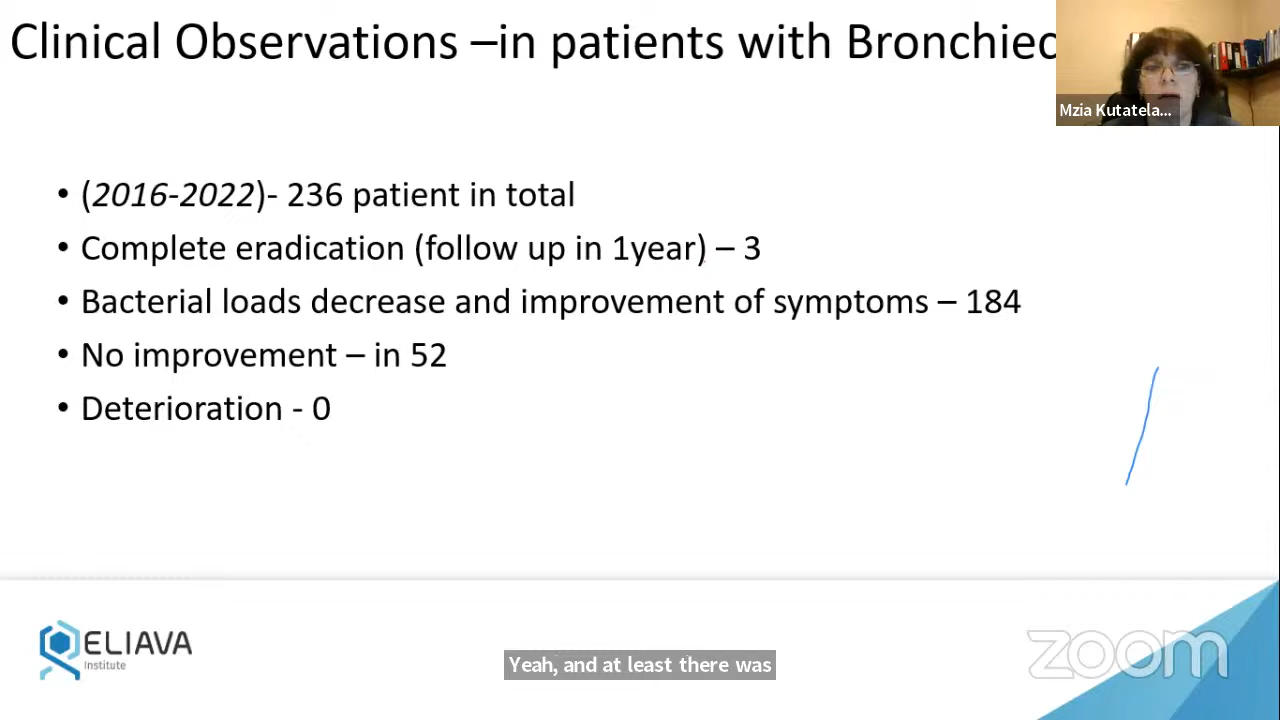 Clinical Observations –in patients with Bronchiec
Mzia Kutatela...
• (2016-2022)- 236 patient in total
• Complete eradication (follow up in 1year) – 3
• Bacterial loads decrease and improvement of symptoms – 184
• No improvement – in 52
• Deterioration - 0
ELIAVA
Institute
Yeah, and at least there was
zoom